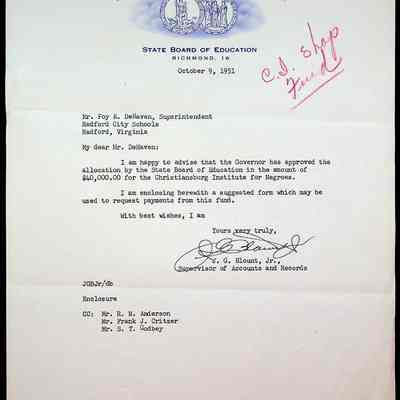 STATE BOARD OF EDUCATION
RICHMOND, 16
October 9, 1951
C.I. Shop
Fund
Mr. Foy E. DeHaven, Superintendent
Radford City Schools
Radford, Virginia
My dear Mr. DeHaven:
I am happy to advise that the Governor has approved the
allocation by the State Board of Education in the amount of
$40,000.00 for the Christiansburg Institute for Negroes.
I am enclosing herewith a suggested form which may be
used to request payments from this fund.
With best wishes, I am
Yours very truly,
J. G. Blount, Jr.,
Supervisor of Accounts and Records
JGBJr/db
Enclosure
CC: Mr. R. N. Anderson
Mr. Frank J. Critzer
Mr. S. T. Godbey